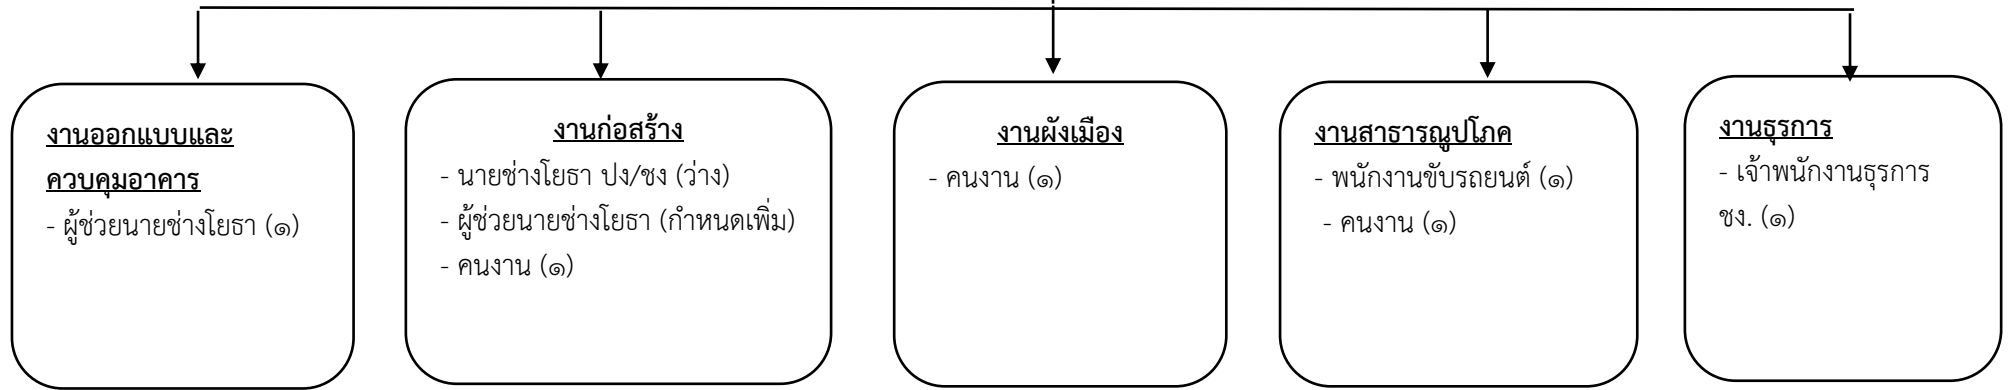 งานออกแบบและ
ควบคุมอาคาร
- ผู้ช่วยนายช่างโยธา (๑)
งานก่อสร้าง
- นายช่างโยธา ปง/ชง (ว่าง)
- ผู้ช่วยนายช่างโยธา (กำหนดเพิ่ม)
- คนงาน (๑)
งานผังเมือง
- คนงาน (๑)
งานสาธารณูปโภค
- พนักงานขับรถยนต์ (๑)
- คนงาน (๑)
งานธุรการ
- เจ้าพนักงานธุรการ
ชง. (๑)